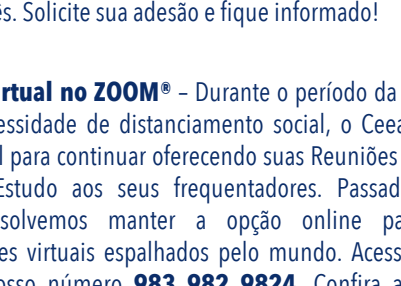 ês. Solicite sua adesão e fique informado!
rtual no ZOOM® – Durante o período da
essidade de distanciamento social, o Ceea
l para continuar oferecendo suas Reuniões
Estudo aos seus frequentadores. Passad
solvemos manter a opção online pa
es virtuais espalhados pelo mundo. Acess
osso número 983 982 9824. Confira a